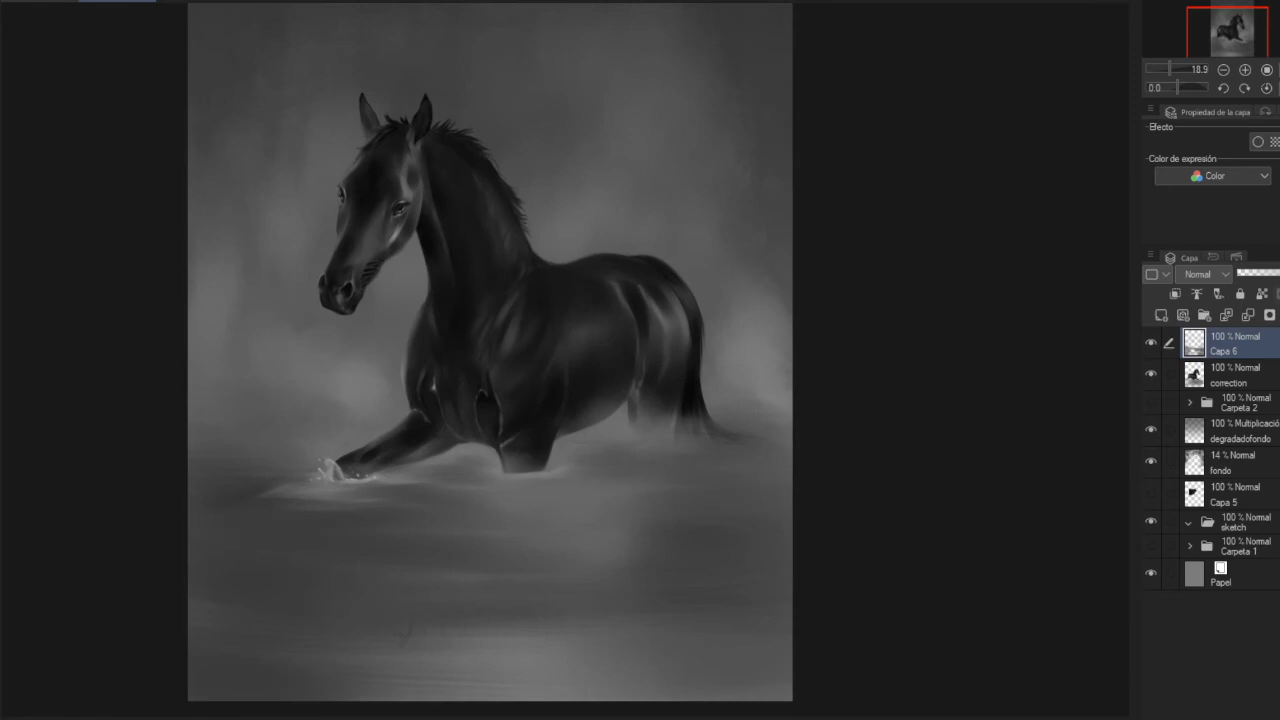 18.9
0.0
Propiedad de la capa
Efecto
Color de expresión
Color
Capa
Normal
100 % Normal
Capa 6
100 % Normal
correction
100 % Normal
Carpeta 2
100 % Multiplicació
degradadofondo
14 % Normal
fondo
100 % Normal
Capa 5
100 % Normal
sketch
100 % Normal
Carpeta 1
Papel